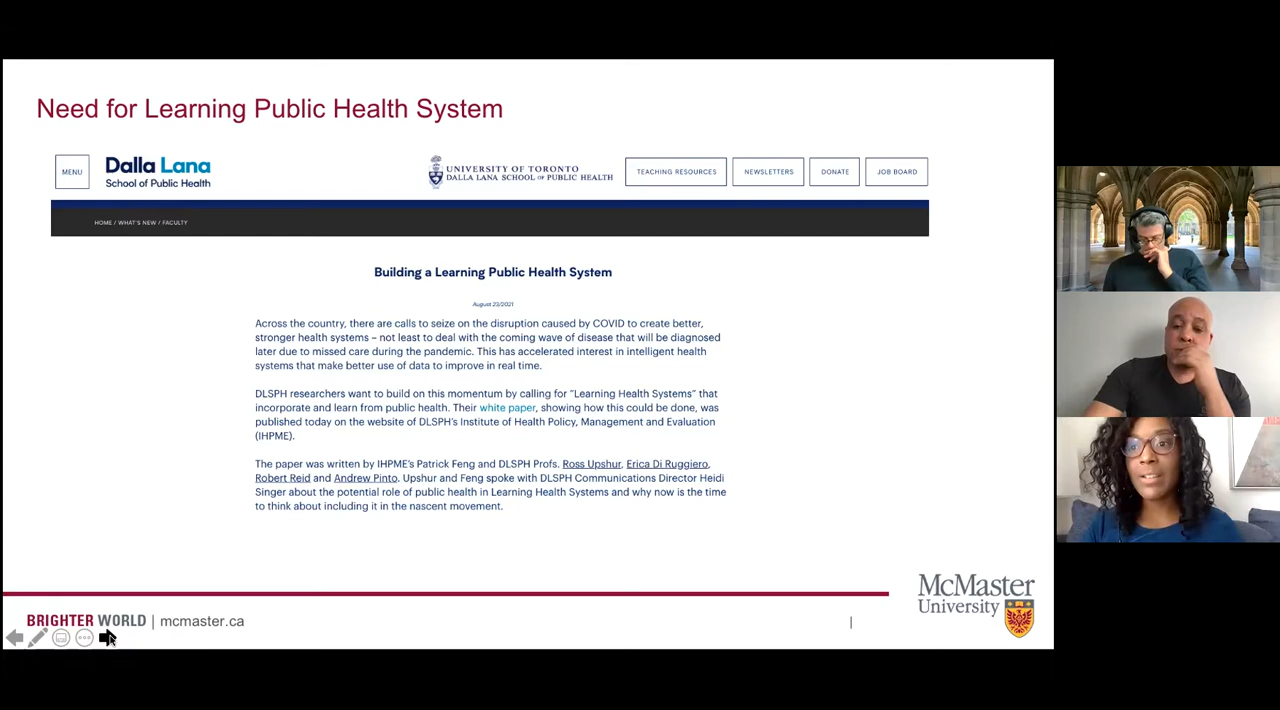 Need for Learning Public Health System
MENU
Dalla Lana
School of Public Health
UNIVERSITY OF TORONTO
DALLA LANA SCHOOL OF PUBLIC HEALTH
TEACHING RESOURCES
NEWSLETTERS
DONATE
JOB BOARD
HOME / WHAT'S NEW / FACULTY
Building a Learning Public Health System
August 23/2021
Across the country, there are calls to seize on the disruption caused by COVID to create better,
stronger health systems – not least to deal with the coming wave of disease that will be diagnosed
later due to missed care during the pandemic. This has accelerated interest in intelligent health
systems that make better use of data to improve in real time.
DLSPH researchers want to build on this momentum by calling for “Learning Health Systems” that
incorporate and learn from public health. Their white paper, showing how this could be done, was
published today on the website of DLSPH’s Institute of Health Policy, Management and Evaluation
(IHPME).
The paper was written by IHPME’s Patrick Feng and DLSPH Profs. Ross Upshur, Erica Di Ruggiero,
Robert Reid and Andrew Pinto. Upshur and Feng spoke with DLSPH Communications Director Heidi
Singer about the potential role of public health in Learning Health Systems and why now is the time
to think about including it in the nascent movement.
BRIGHTER WORLD | mcmaster.ca
|
McMaster
University